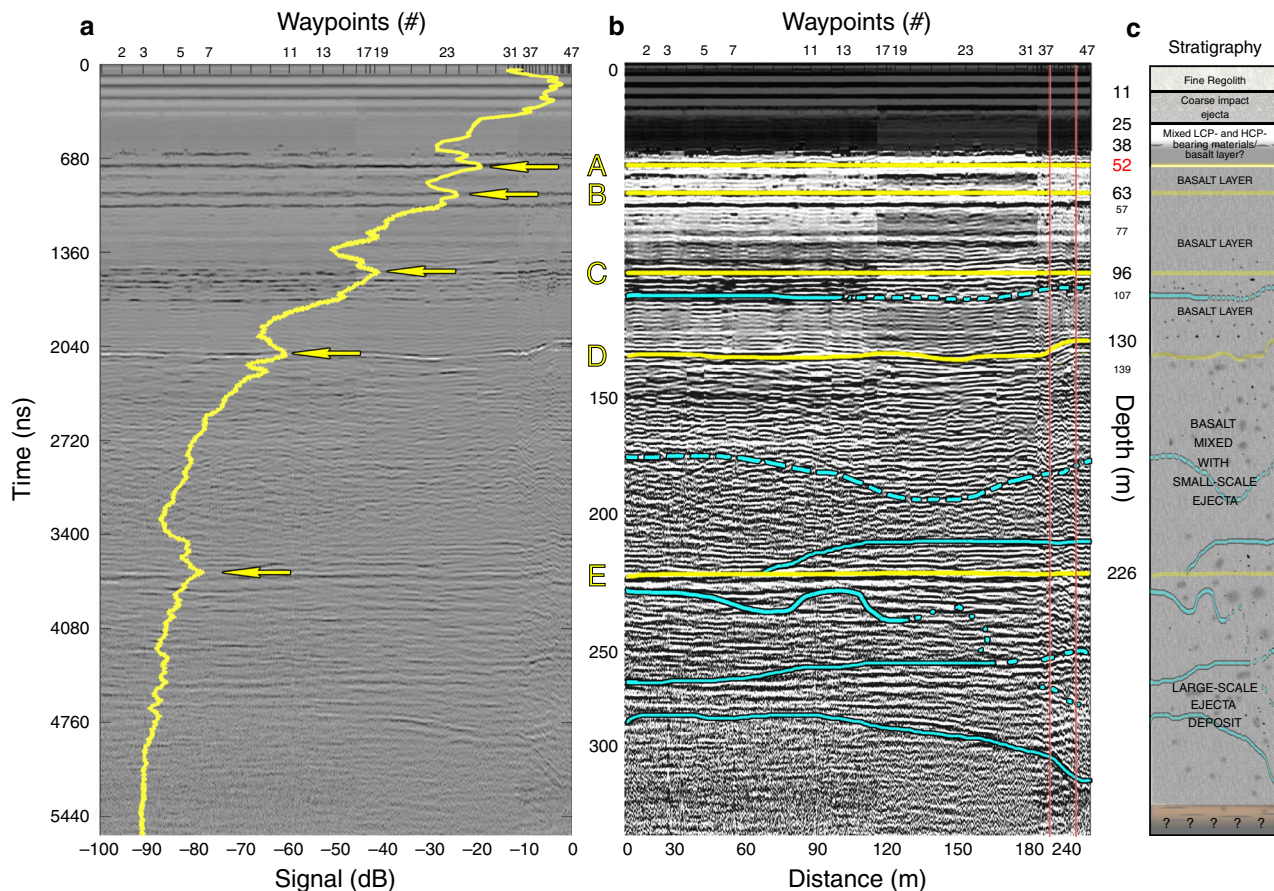 a
Waypoints (#)
2 3 5 7 11 13 17 19 23 31 37 47
0
680
1360
2040
2720
3400
4080
4760
5440
Time (ns)
–100 –90 –80 –70 –60 –50 –40 –30 –20 –10 0
Signal (dB)
b
Waypoints (#)
2 3 5 7 11 13 17 19 23 31 37 47
0
150
200
250
300
A
B
C
D
E
11
25
38
52
63
57
77
96
107
130
139
226
Depth (m)
0 30 60 90 120 150 180 240
Distance (m)
c
Stratigraphy
Fine Regolith
Coarse impact
ejecta
Mixed LCP- and HCP-
bearing materials/
basalt layer?
BASALT LAYER
BASALT LAYER
BASALT LAYER
BASALT
MIXED
WITH
SMALL-SCALE
EJECTA
LARGE-SCALE
EJECTA
DEPOSIT
? ? ? ? ?